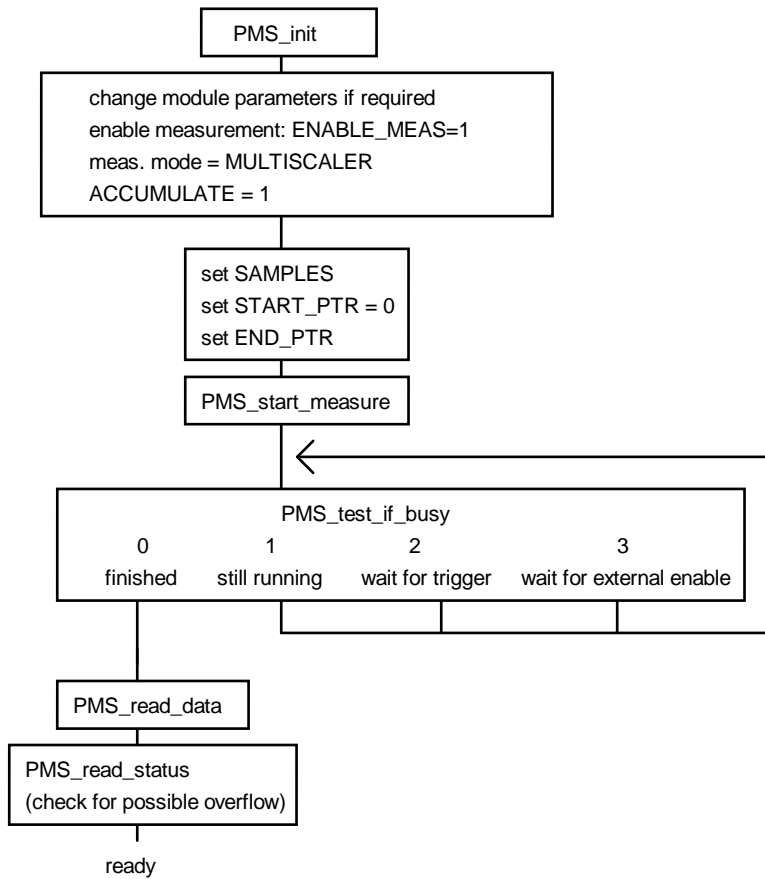 PMS_init
change module parameters if required
enable measurement: ENABLE_MEAS=1
meas. mode = MULTISCALER
ACCUMULATE = 1
set SAMPLES
set START_PTR = 0
set END_PTR
PMS_start_measure
PMS_test_if_busy
0 1 2 3
finished still running wait for trigger wait for external enable
PMS_read_data
PMS_read_status
(check for possible overflow)
ready